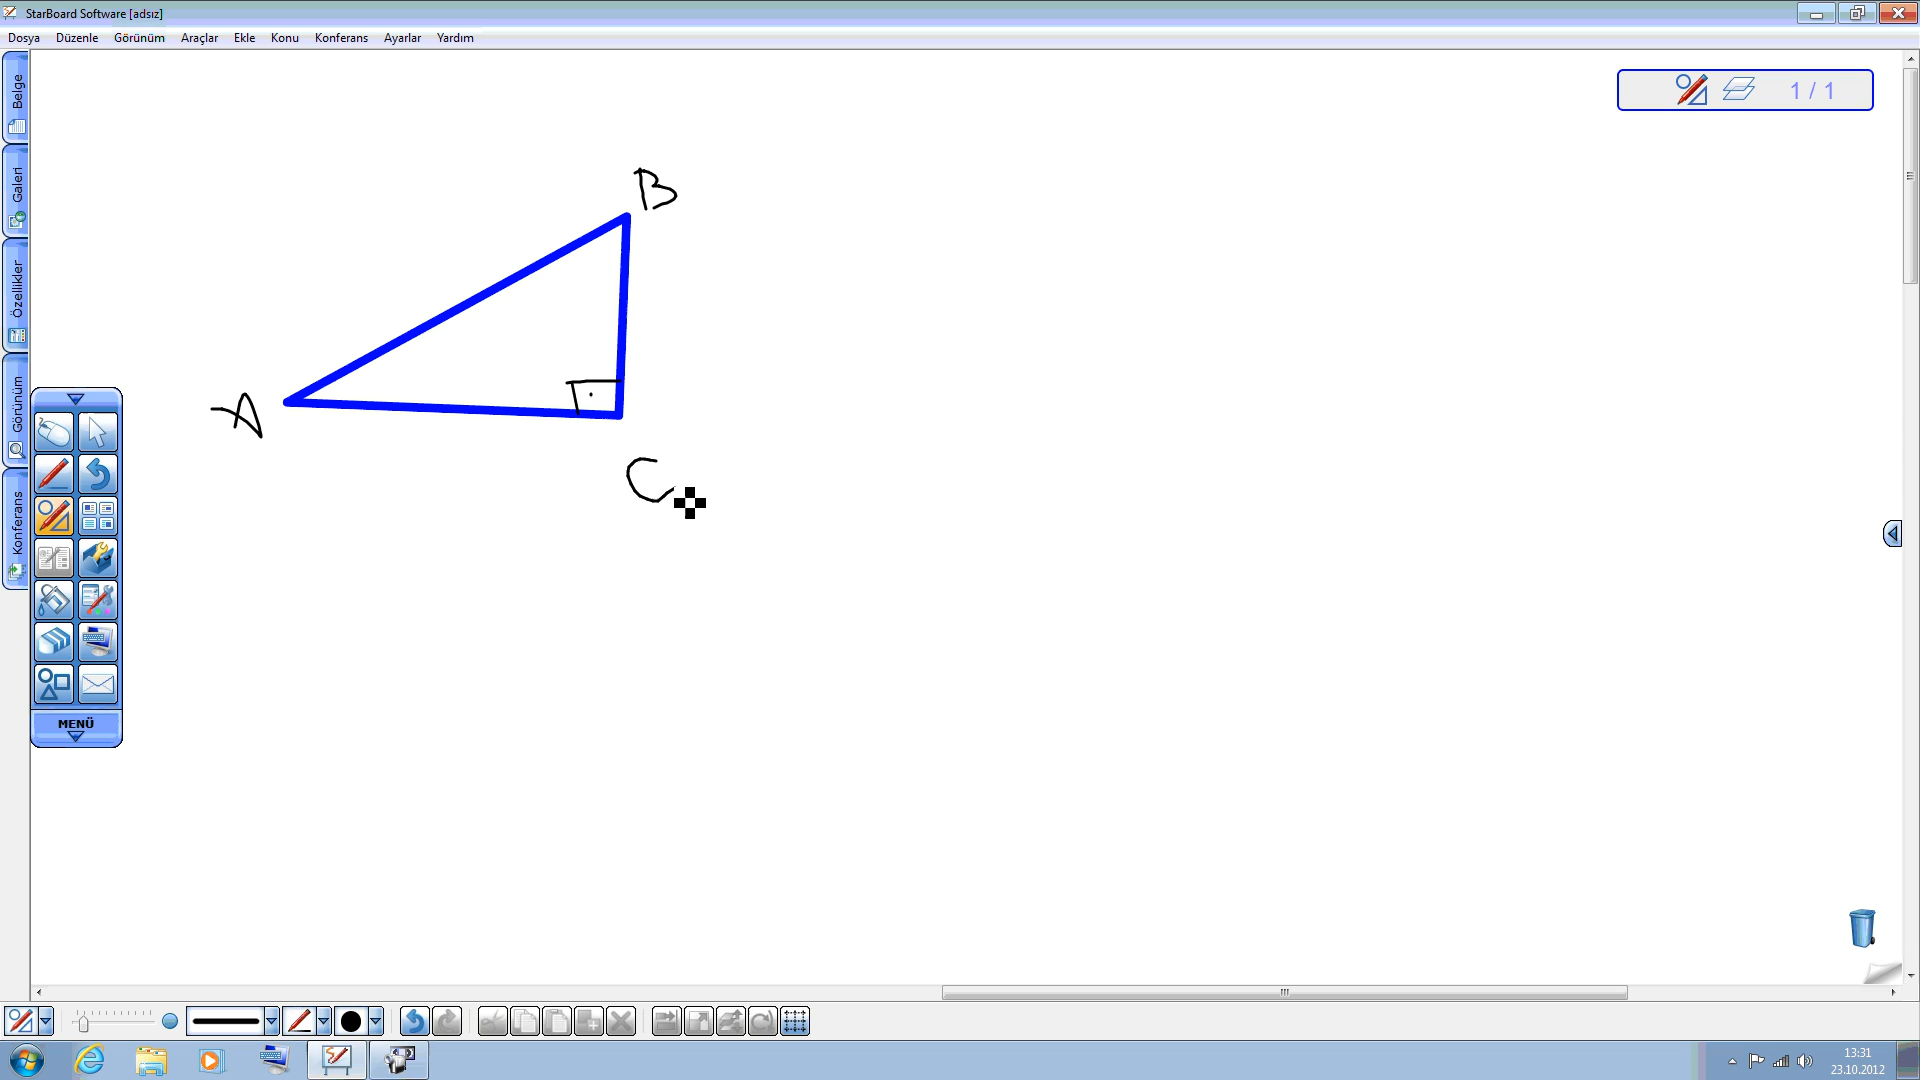 StarBoard Software [adsız]
Dosya Düzenle Görünüm Araçlar Ekle Konu Konferans Ayarlar Yardım
Belge
Galeri
Özellikler
Görünüm
Konferans
1 / 1
B
A
C
MENÜ
13:31
23.10.2012